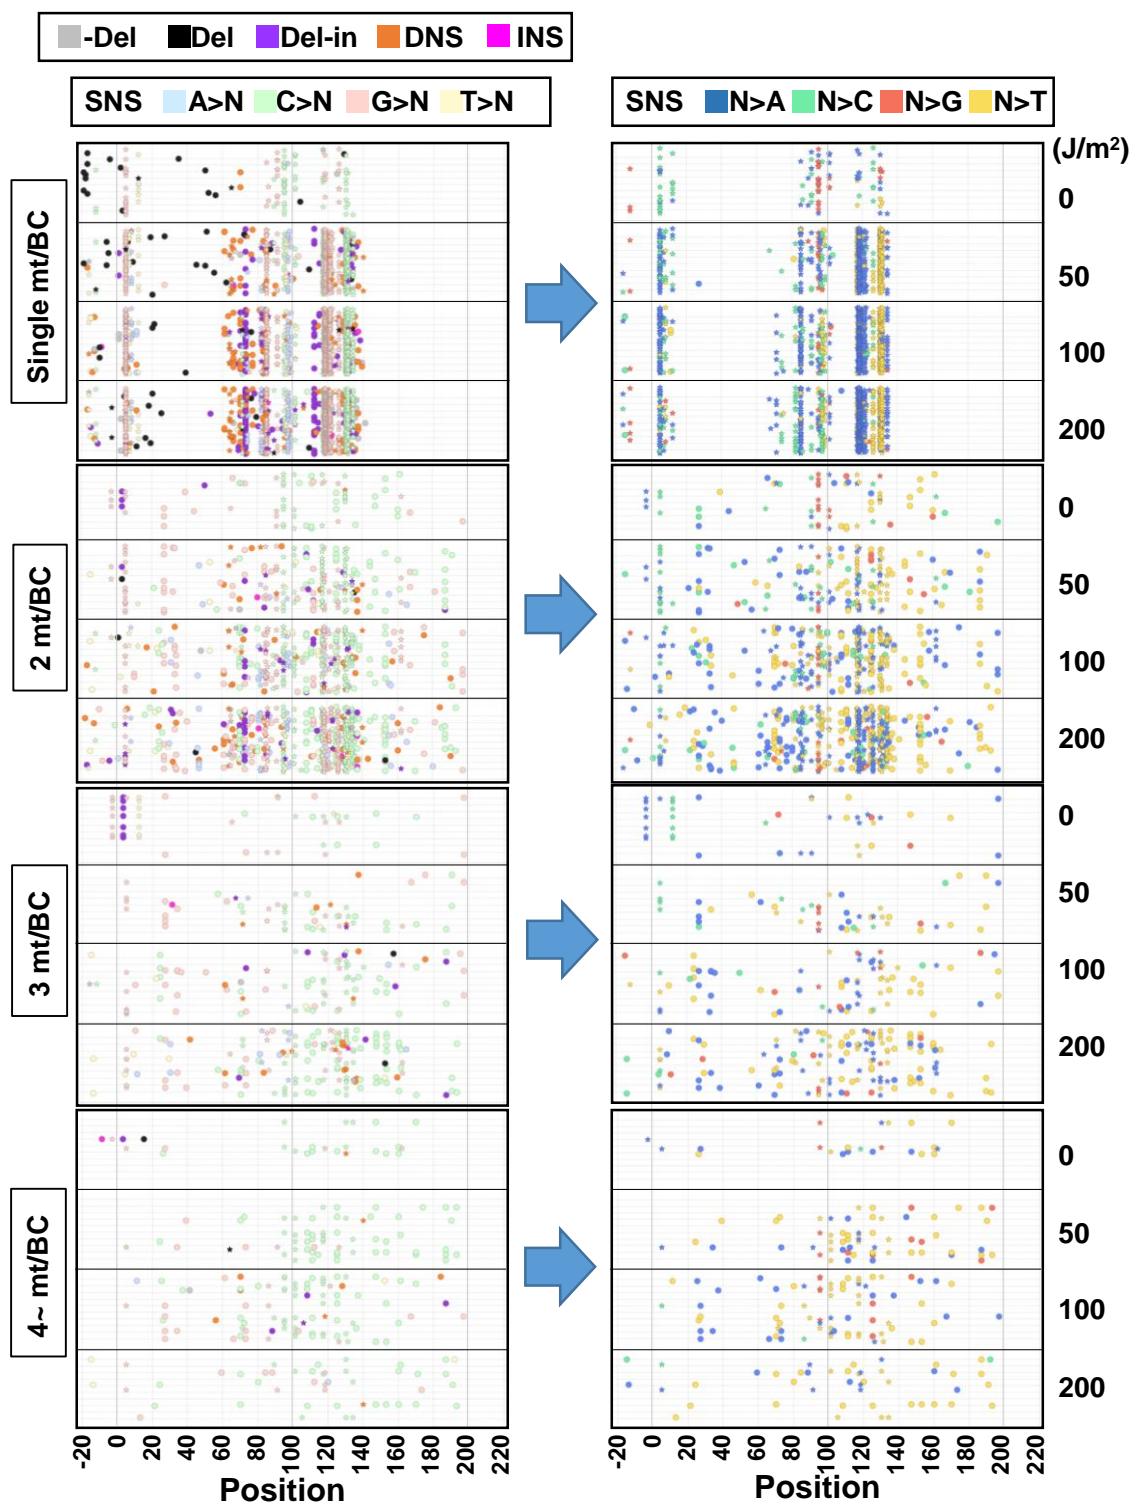 -Del Del Del-in DNS INS
SNS A>N C>N G>N T>N
SNS N>A N>C N>G N>T
(J/m²)
Single mt/BC
0
50
100
200
2 mt/BC
0
50
100
200
3 mt/BC
0
50
100
200
4~ mt/BC
0
50
100
200
-20 0 20 40 60 80 100 120 140 160 180 200 220
-20 0 20 40 60 80 100 120 140 160 180 200 220
Position
Position